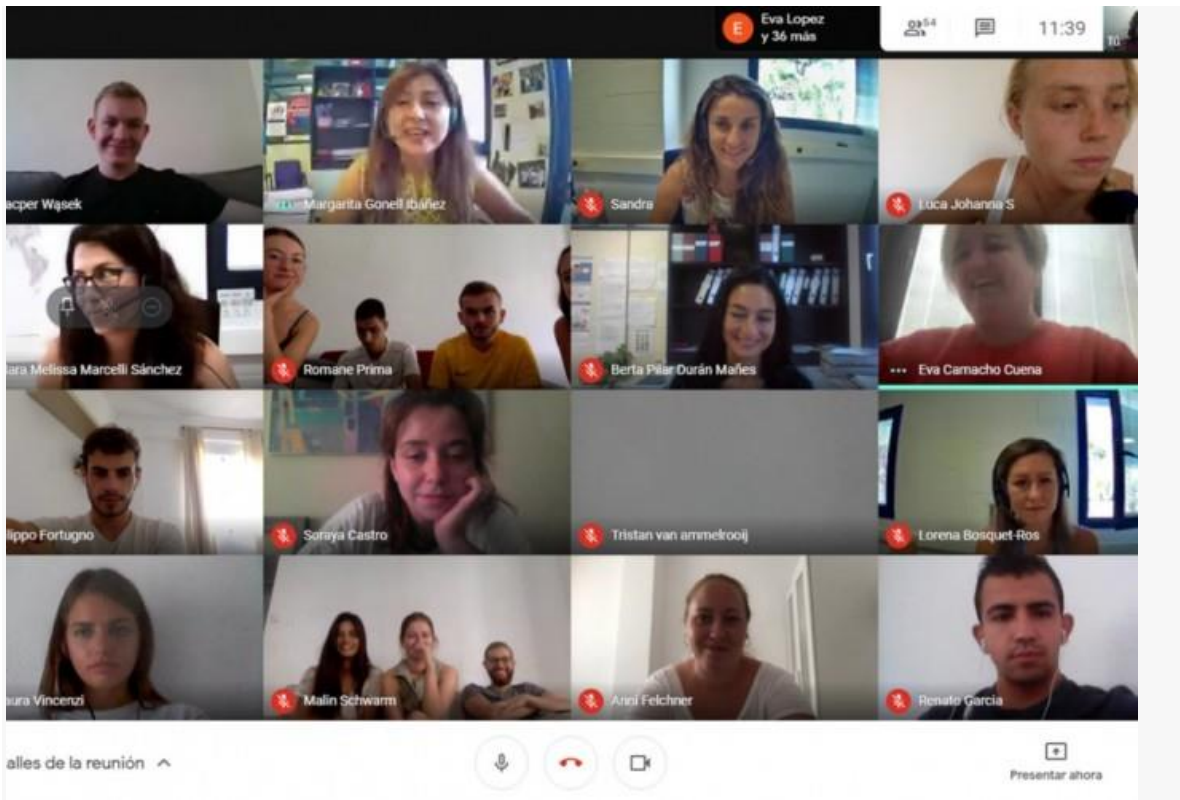 E
Eva Lopez
y 36 más
54
11:39
TÚ
acper Wąsek
Margarita Gonell Ibáñez
Sandra
Luca Johanna S
ara Melissa Marcelli Sánchez
Romane Prima
Berta Pilar Durán Mañes
Eva Camacho Cuena
lippo Fortugno
Soraya Castro
Tristan van ammelrooij
Lorena Bosquet-Ros
aura Vincenzi
Malin Schwarm
Anni Felchner
Renato Garcia
alles de la reunión
Presentar ahora